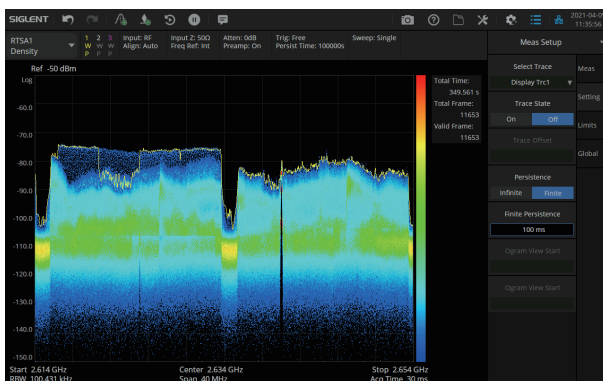 SIGLENT
2021-04-09
11:35:56
RTSA1
Density
1 2 3
W W W
P P P
Input: RF
Align: Auto
Input Z: 50Ω
Freq Ref: Int
Atten: 0dB
Preamp: On
Trig: Free
Persist Time: 100000s
Sweep: Single
Meas Setup
Ref -50 dBm
Log
-60.0
-70.0
-80.0
-90.0
-100.0
-110.0
-120.0
-130.0
-140.0
-150.0
Total Time:
349.561 s
Total Frame:
11653
Valid Frame:
11653
Start 2.614 GHz
Center 2.634 GHz
Stop 2.654 GHz
RBW 100.431 kHz
Span 40 MHz
Acq Time 30 ms
Select Trace
Display Trc1
Trace State
On Off
Trace Offset
Persistence
Infinite Finite
Finite Persistence
100 ms
Ogram View Start
Ogram View Start
Meas
Setting
Limits
Global